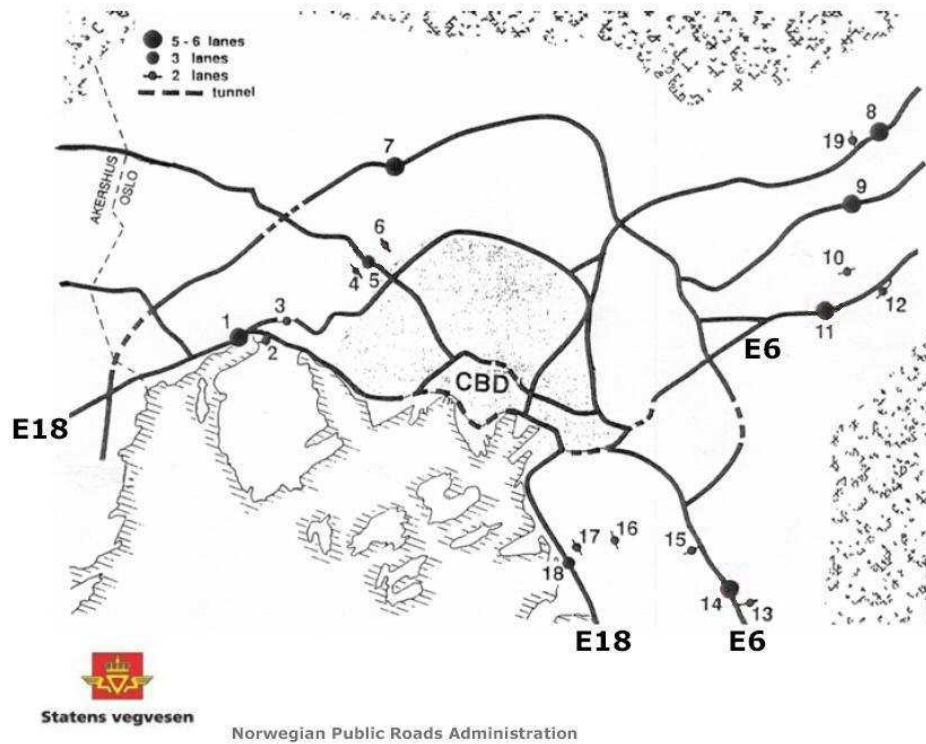 5 - 6 lanes
3 lanes
2 lanes
tunnel
AKERSHUS
OSLO
7
8
19
9
6
10
4
5
12
3
1
11
2
E6
CBD
E18
17
16
15
18
14
13
E18
E6
Statens vegvesen
Norwegian Public Roads Administration